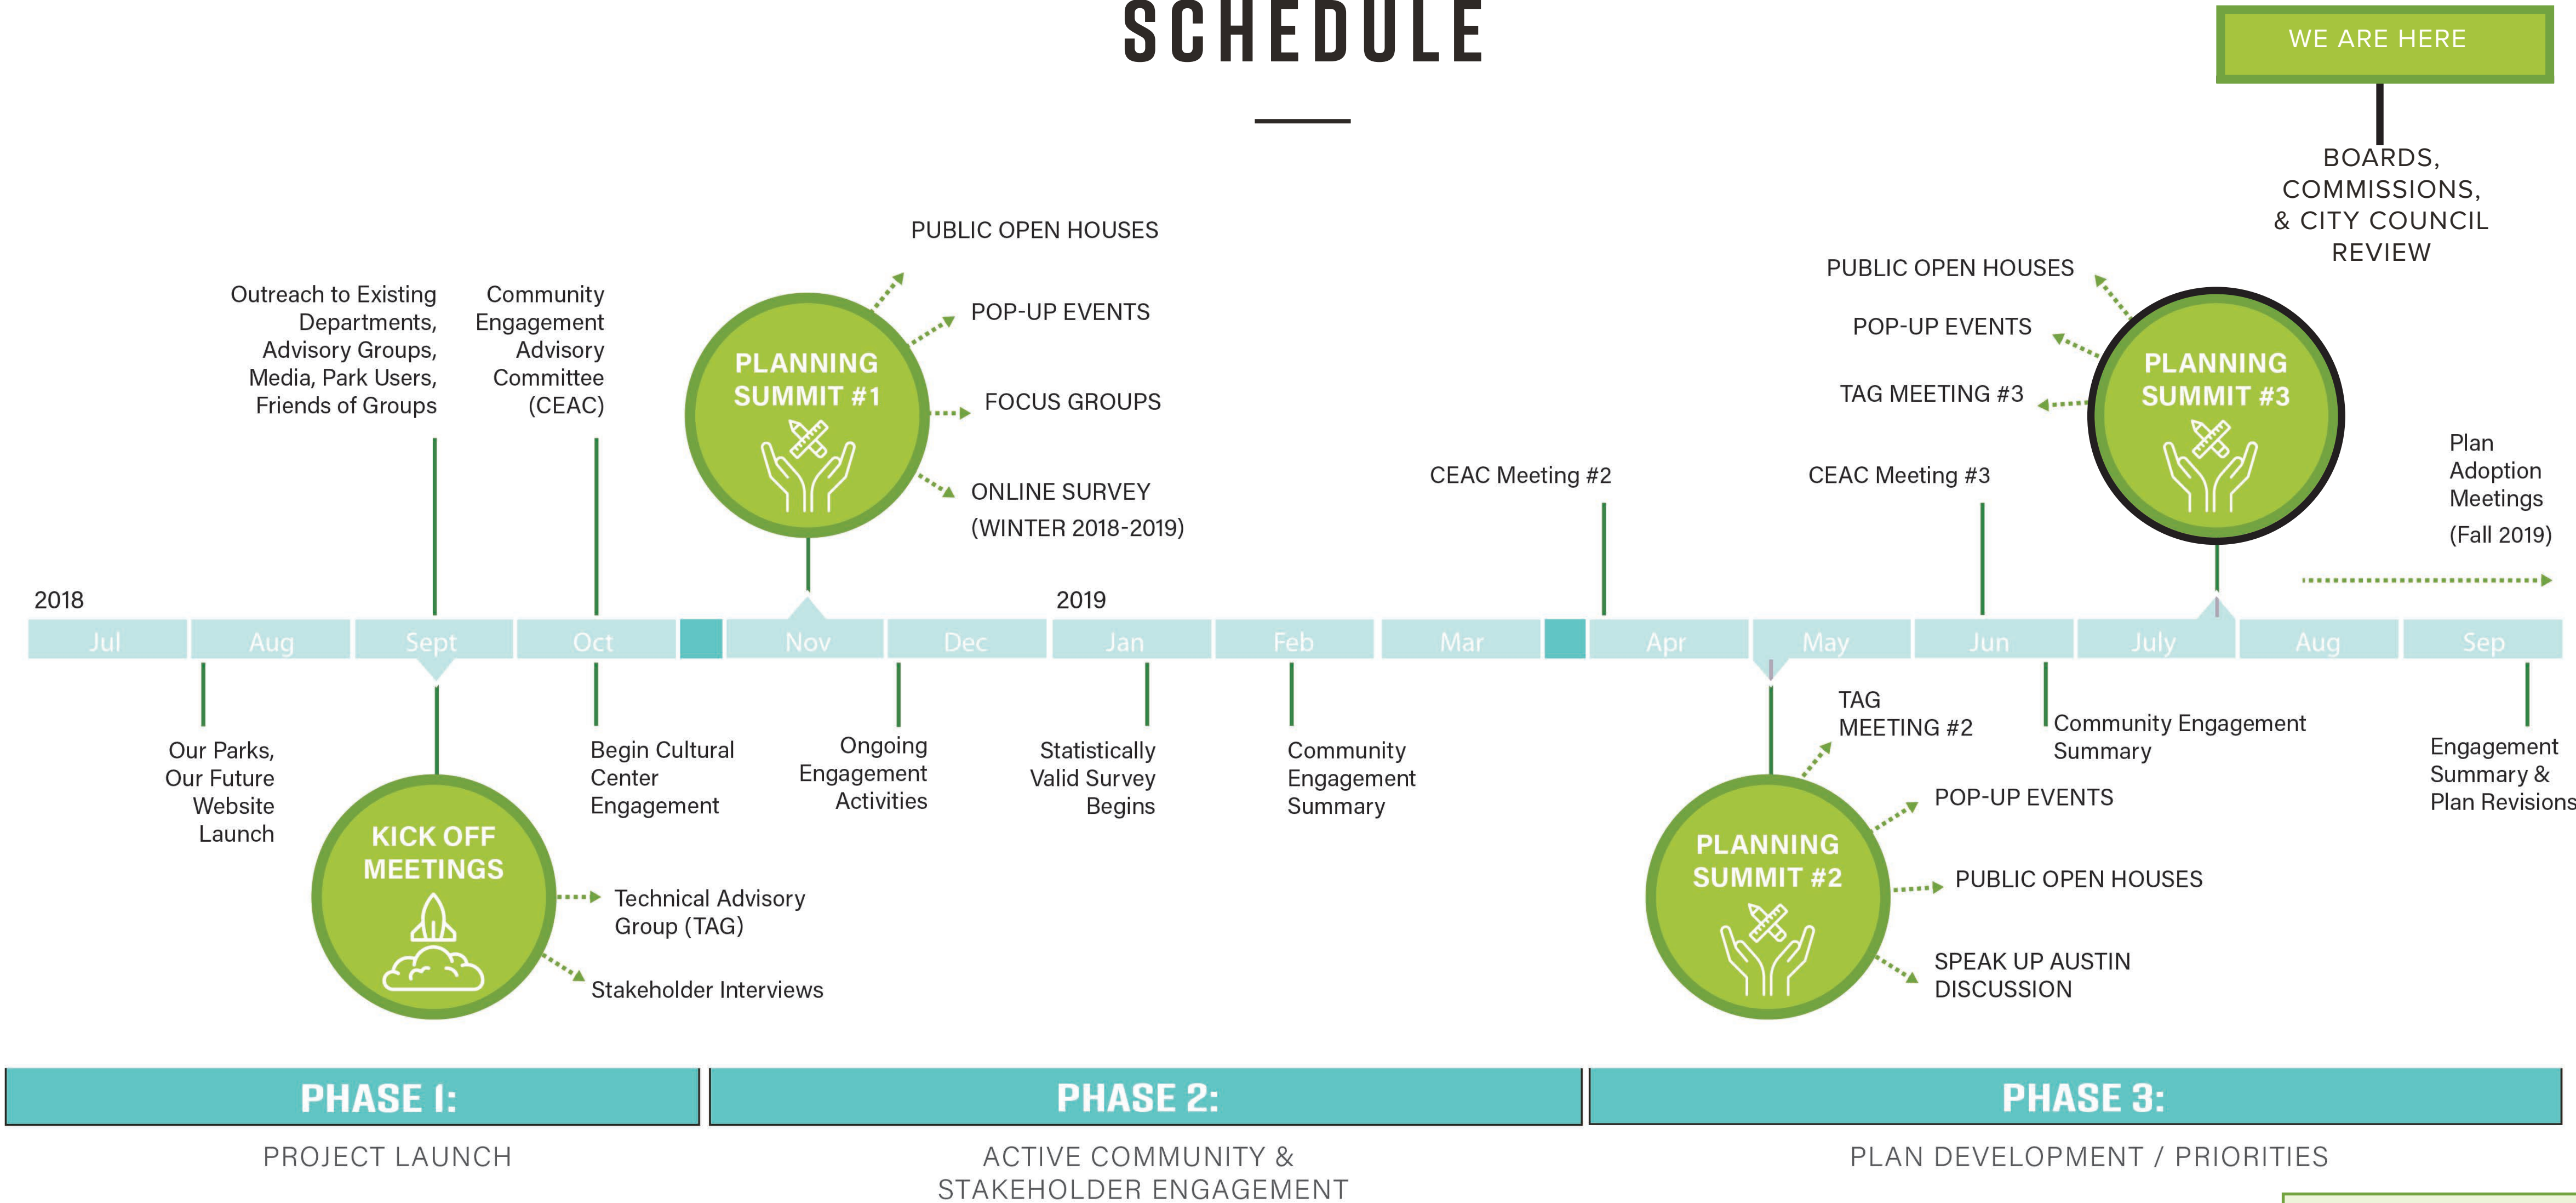 SCHEDULE
WE ARE HERE
BOARDS,
COMMISSIONS,
& CITY COUNCIL
REVIEW
Outreach to Existing
Departments,
Advisory Groups,
Media, Park Users,
Friends of Groups
Community
Engagement
Advisory
Committee
(CEAC)
PLANNING
SUMMIT #1
PUBLIC OPEN HOUSES
POP-UP EVENTS
FOCUS GROUPS
ONLINE SURVEY
(WINTER 2018-2019)
CEAC Meeting #2
CEAC Meeting #3
PUBLIC OPEN HOUSES
POP-UP EVENTS
TAG MEETING #3
PLANNING
SUMMIT #3
Plan
Adoption
Meetings
(Fall 2019)
2018
2019
Jul
Aug
Sept
Oct
Nov
Dec
Jan
Feb
Mar
Apr
May
Jun
July
Aug
Sep
Our Parks,
Our Future
Website
Launch
KICK OFF
MEETINGS
Technical Advisory
Group (TAG)
Stakeholder Interviews
Begin Cultural
Center
Engagement
Ongoing
Engagement
Activities
Statistically
Valid Survey
Begins
Community
Engagement
Summary
PLANNING
SUMMIT #2
TAG
MEETING #2
POP-UP EVENTS
PUBLIC OPEN HOUSES
SPEAK UP AUSTIN
DISCUSSION
Community Engagement
Summary
Engagement
Summary &
Plan Revisions
PHASE 1:
PROJECT LAUNCH
PHASE 2:
ACTIVE COMMUNITY &
STAKEHOLDER ENGAGEMENT
PHASE 3:
PLAN DEVELOPMENT / PRIORITIES